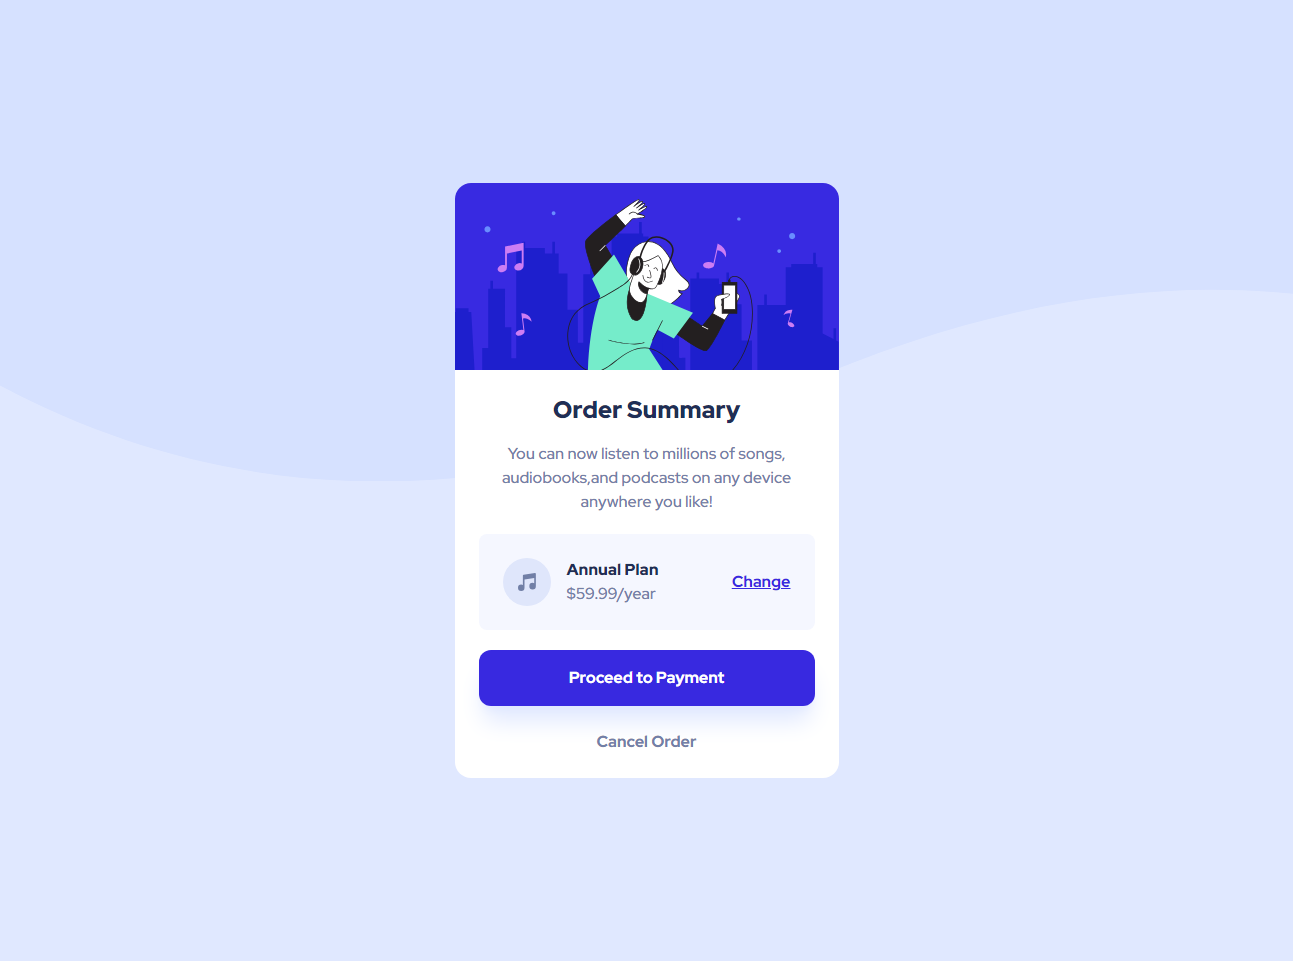 Order Summary
You can now listen to millions of songs,
audiobooks,and podcasts on any device
anywhere you like!
Annual Plan
$59.99/year
Change
Proceed to Payment
Cancel Order